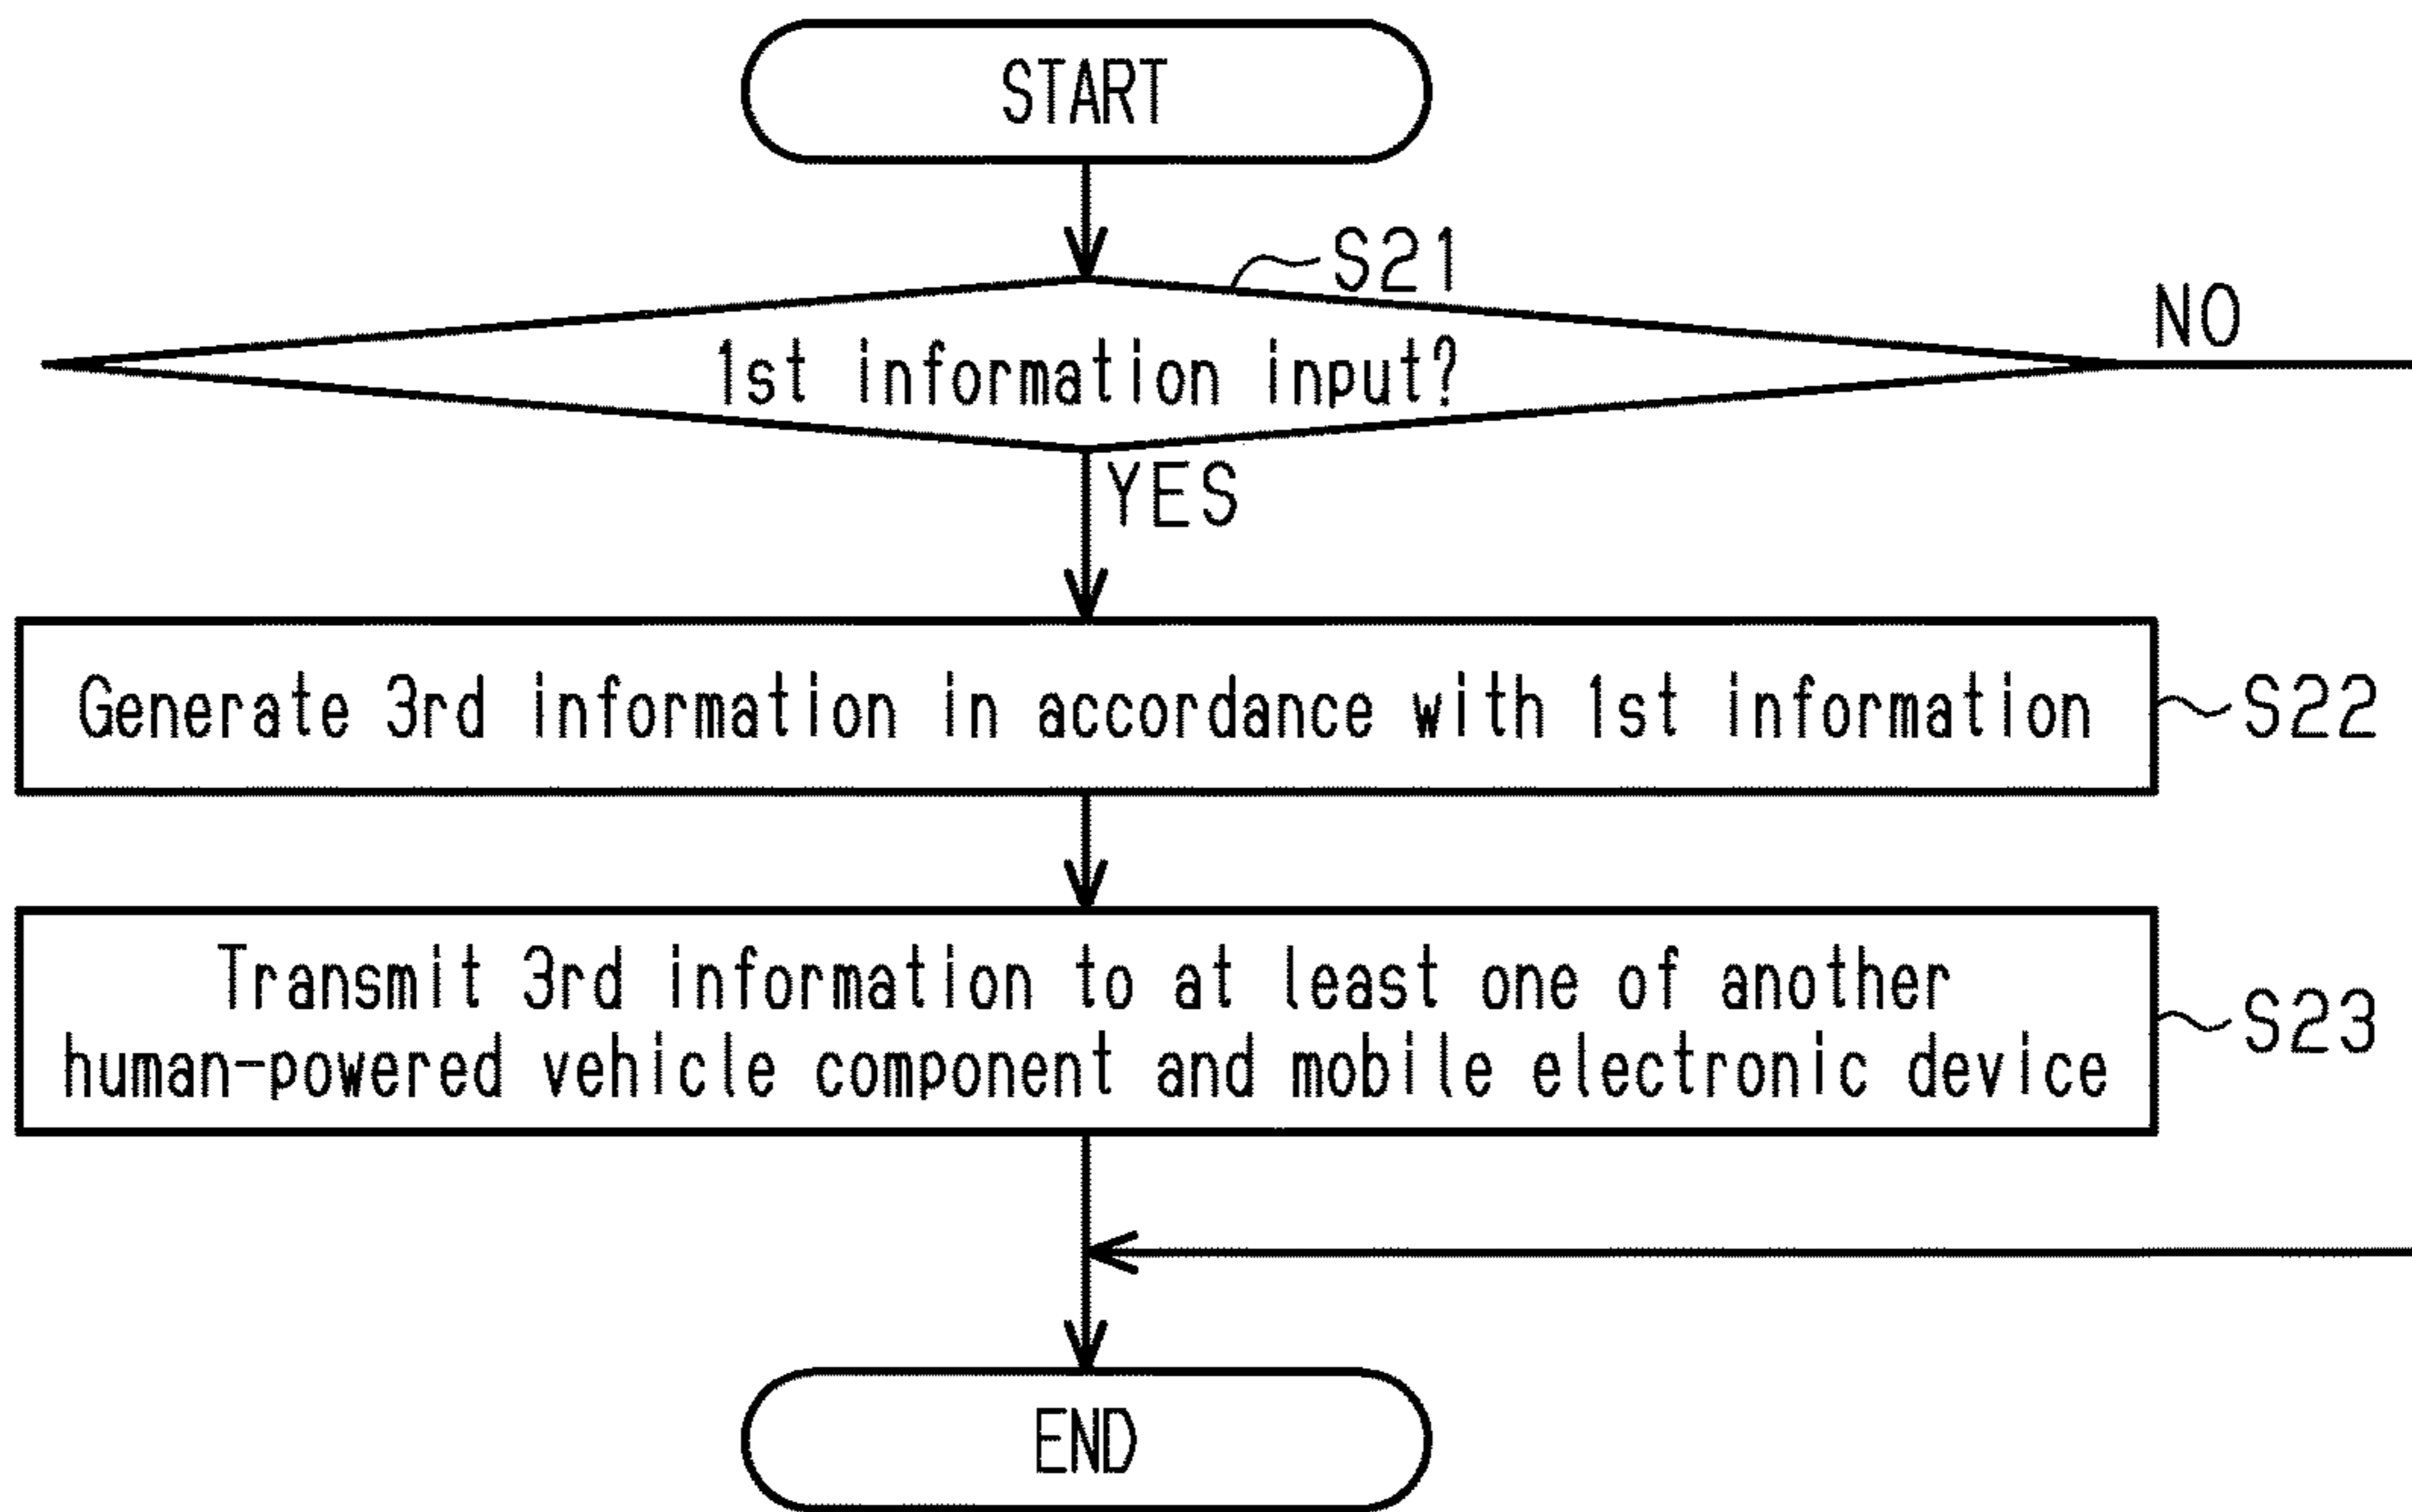 START
S21
NO
1st information input?
YES
Generate 3rd information in accordance with 1st information
S22
Transmit 3rd information to at least one of another
human-powered vehicle component and mobile electronic device
S23
END